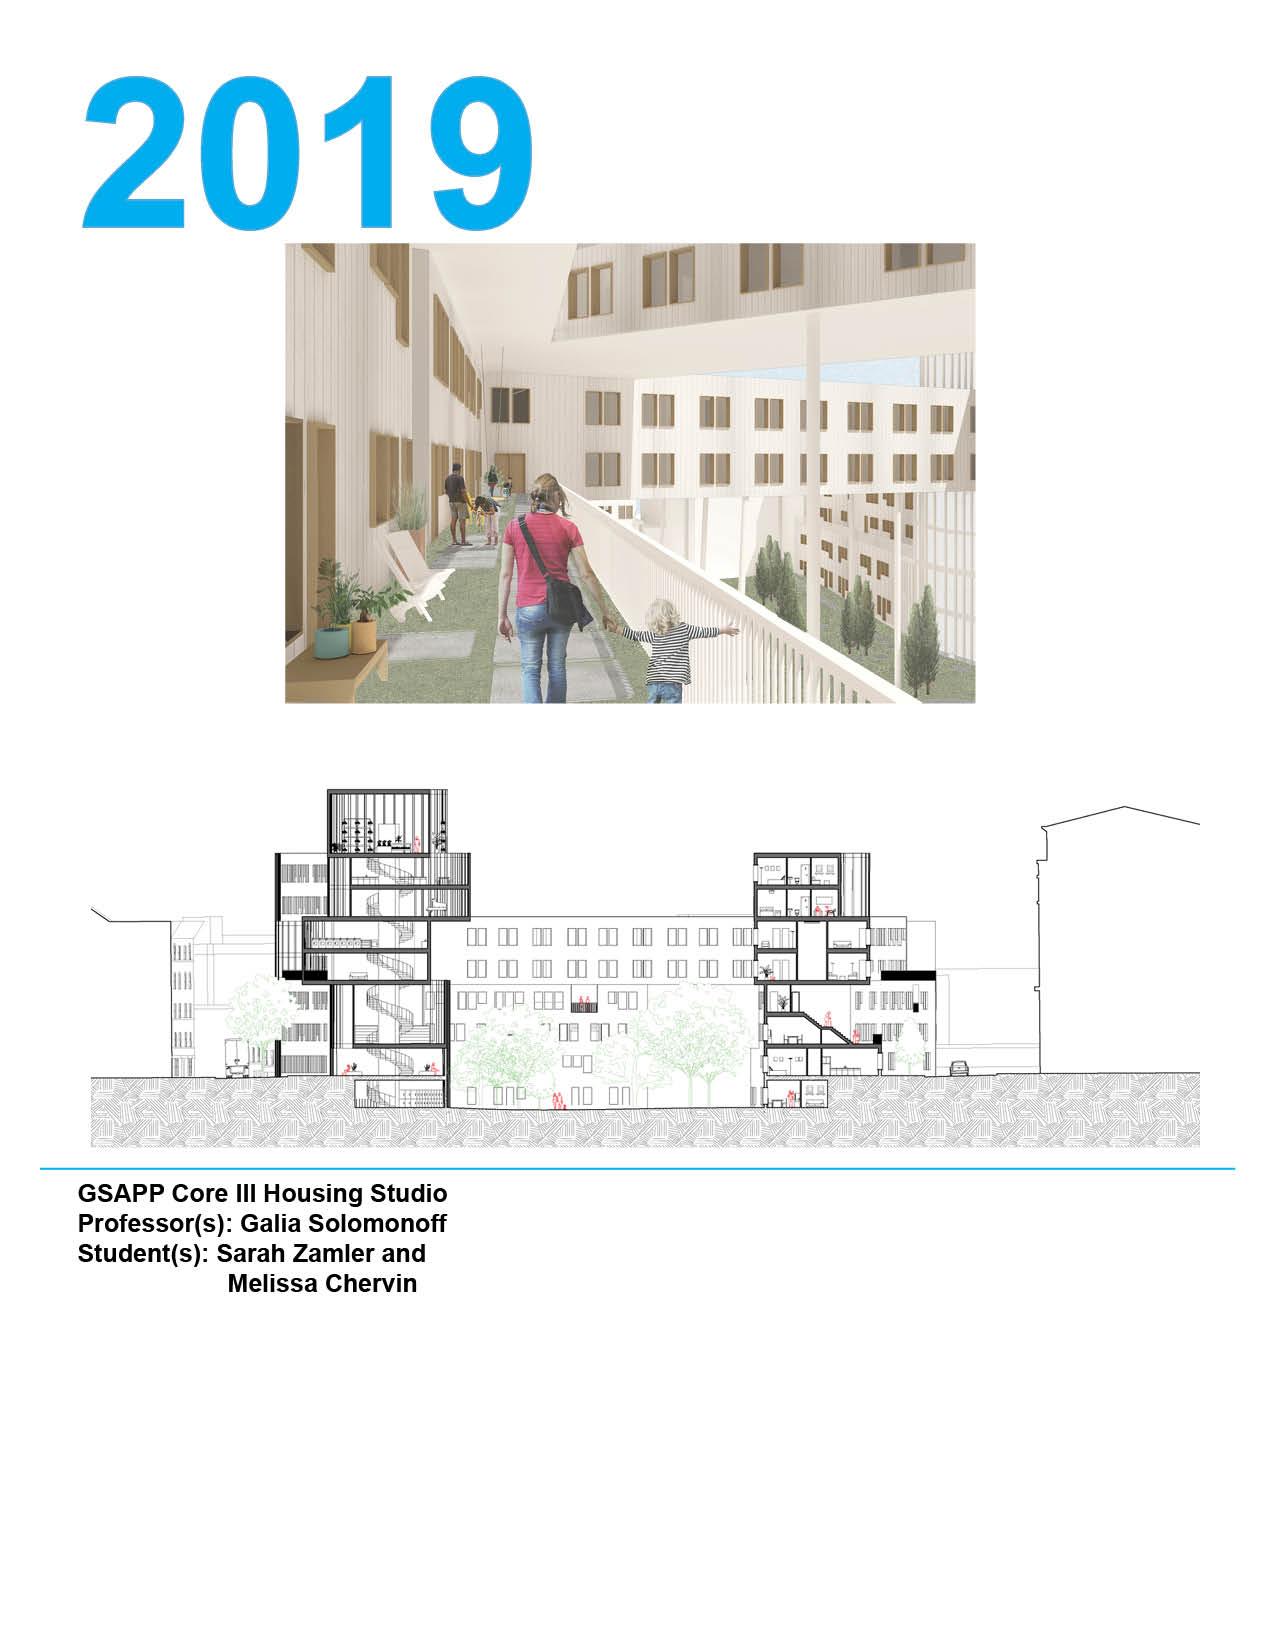 2019
GSAPP Core III Housing Studio
Professor(s): Galia Solomonoff
Student(s): Sarah Zamler and
Melissa Chervin